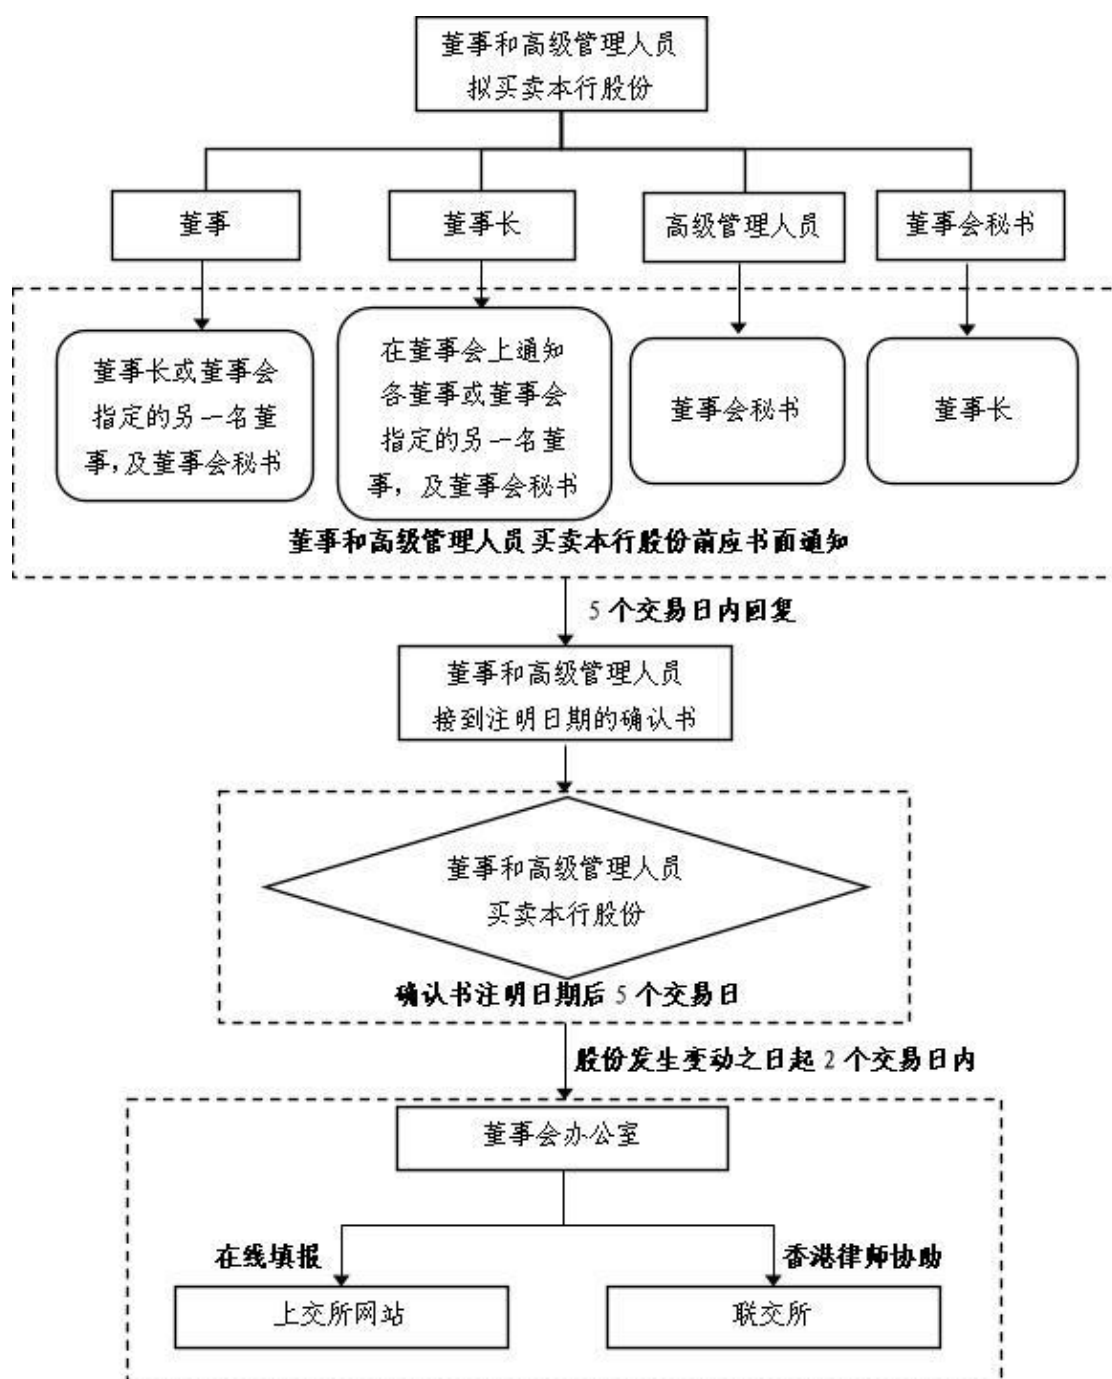 董事和高级管理人员
拟买卖本行股份
董事
董事长
高级管理人员
董事会秘书
董事长或董事会
指定的另一名董
事,及董事会秘书
在董事会上通知
各董事或董事会
指定的另一名董
事，及董事会秘书
董事会秘书
董事长
董事和高级管理人员买卖本行股份前应书面通知
5 个交易日内回复
董事和高级管理人员
接到注明日期的确认书
董事和高级管理人员
买卖本行股份
确认书注明日期后 5 个交易日
股份发生变动之日起 2 个交易日内
董事会办公室
在线填报
香港律师协助
上交所网站
联交所